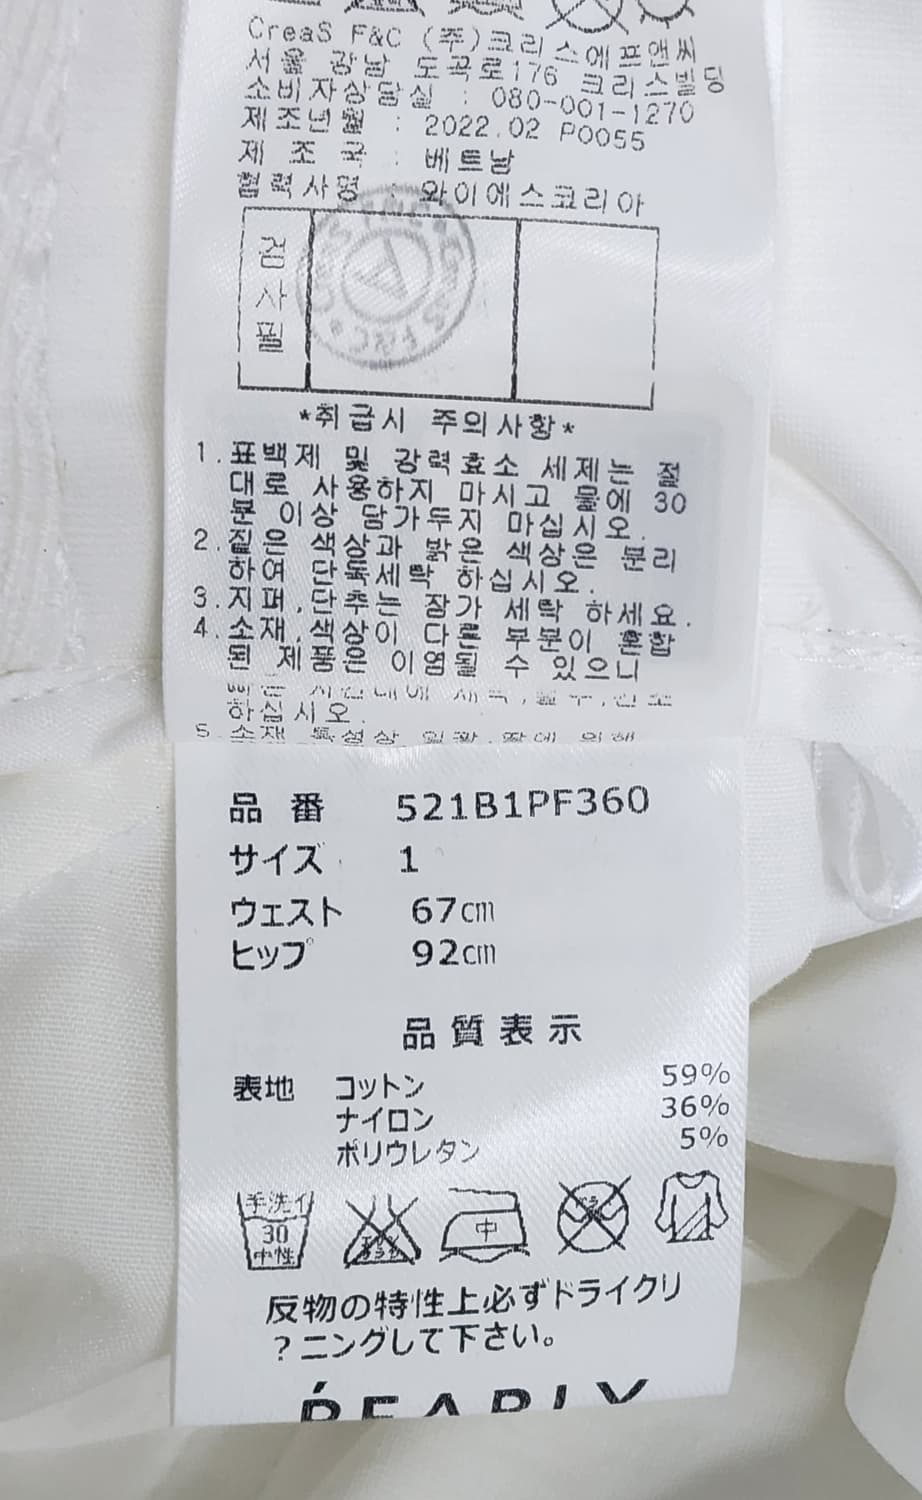 CreaS F&C (주)크리스에프앤씨
서울 강남 도곡로176 크리스빌딩
소비자상담실 : 080-001-1270
제조년월 : 2022.02 P0055
제 조 국 : 베트남
협력사명 : 와이에스코리아
검사필
*취급시 주의사항*
1.표백제 및 강력효소 세제는 절
대로 사용하지 마시고 물에 30
분 이상 담가두지 마십시오.
2.짙은 색상과 밝은 색상은 분리
하여 단독세탁 하십시오.
3.지퍼,단추는 잠가 세탁 하세요.
4.소재,색상이 다른 부분이 혼합
된 제품은 이염될 수 있으니
하십시오.
品番 521B1PF360
サイズ 1
ウェスト 67cm
ヒップ 92cm
品質表示
表地 コットン 59%
ナイロン 36%
ポリウレタン 5%
手洗イ
30
中性
中
反物の特性上必ずドライクリ
?ニングして下さい。